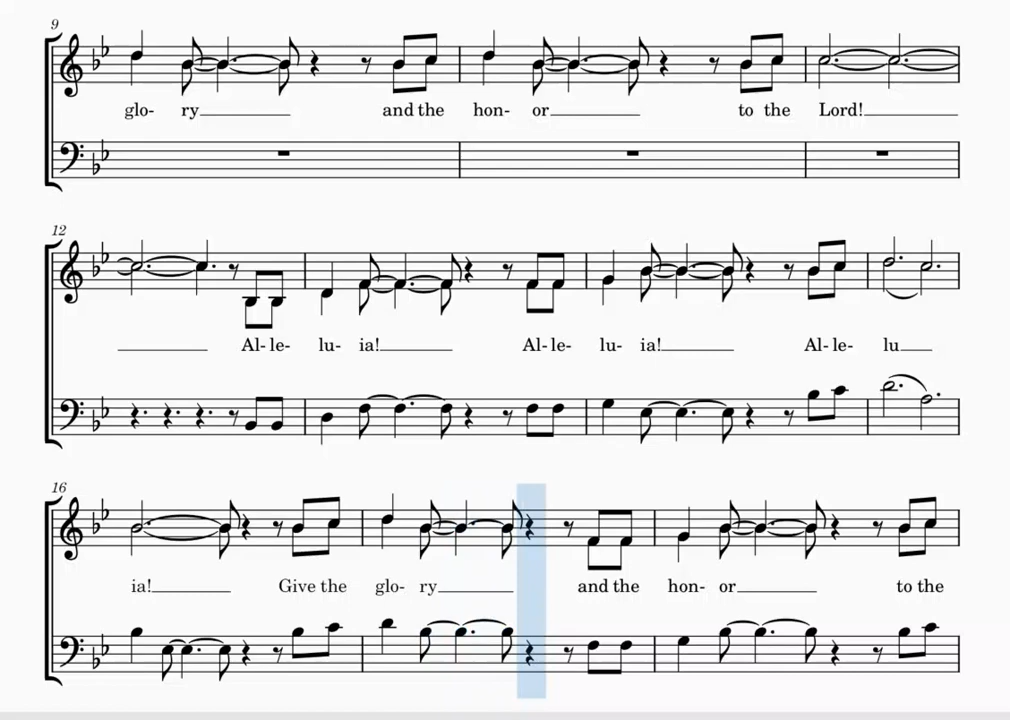 9
glo- ry and the hon- or to the Lord!
12
Al- le- lu- ia! Al- le- lu- ia! Al- le- lu
16
ia! Give the glo- ry and the hon- or to the